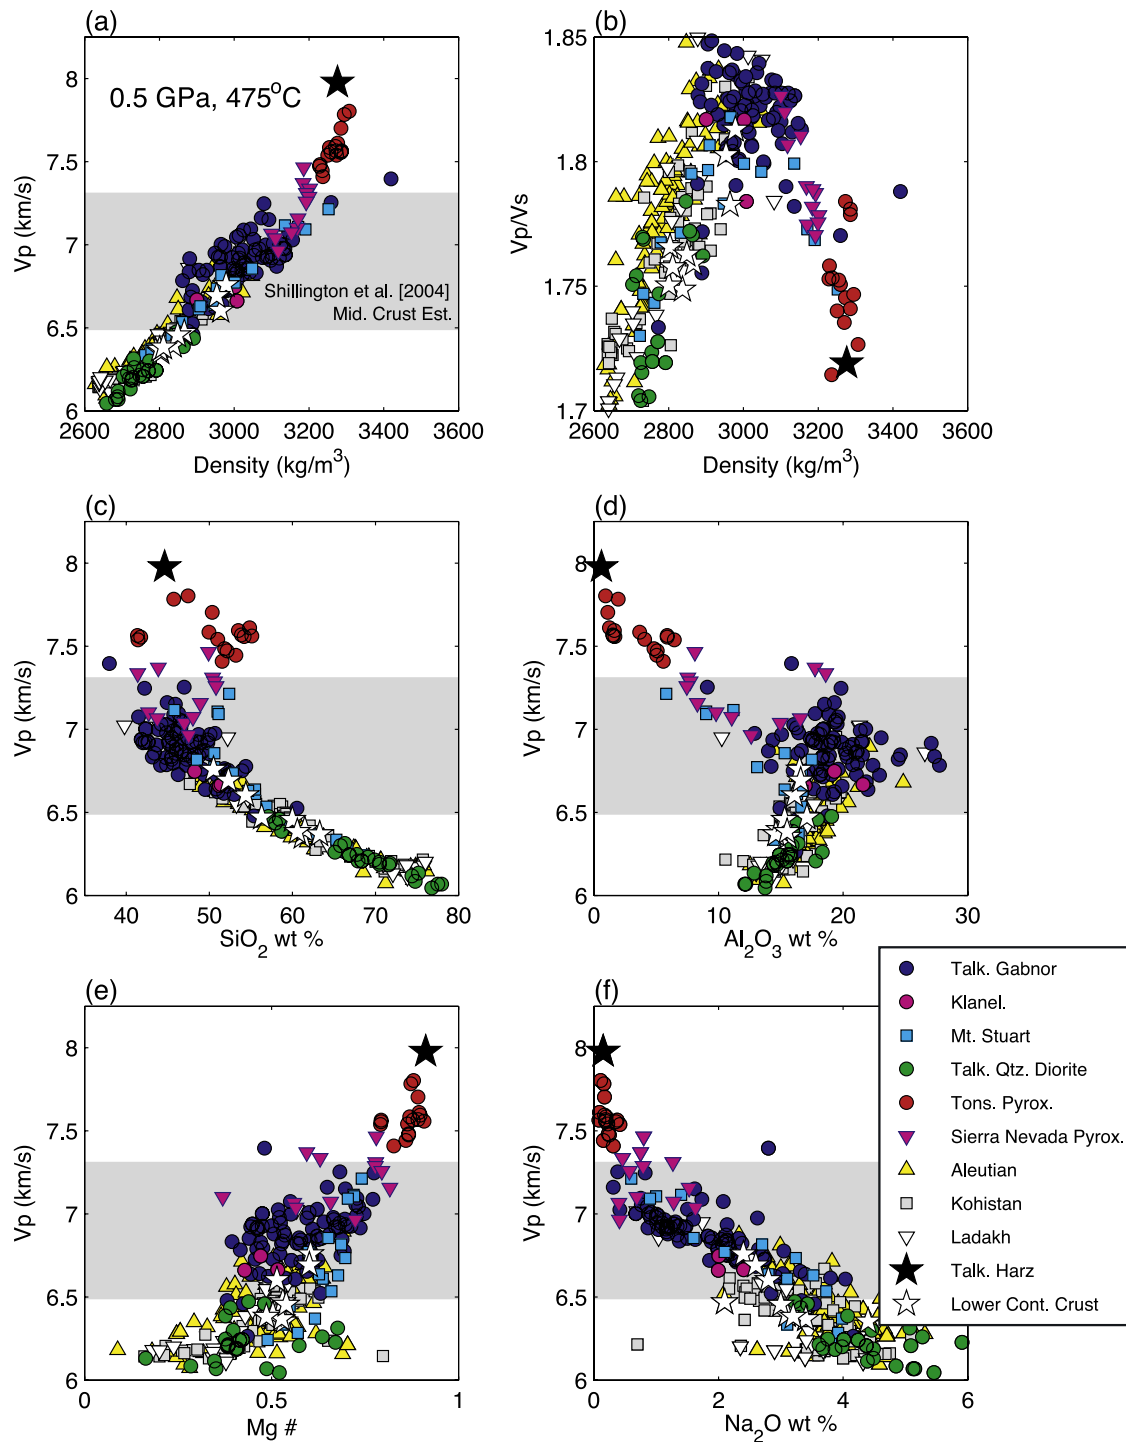 (a)
(b)
8
7.5
7
6.5
6
Vp (km/s)
0.5 GPa, 475°C
Shillington et al. [2004]
Mid. Crust Est.
2600 2800 3000 3200 3400 3600
Density (kg/m³)
1.85
1.8
1.75
1.7
Vp/Vs
2600 2800 3000 3200 3400 3600
Density (kg/m³)
(c)
(d)
8
7.5
7
6.5
6
Vp (km/s)
40 50 60 70 80
SiO₂ wt %
8
7.5
7
6.5
6
Vp (km/s)
0 10 20 30
Al₂O₃ wt %
(e)
(f)
8
7.5
7
6.5
6
Vp (km/s)
0 0.5 1
Mg #
8
7.5
7
6.5
6
Vp (km/s)
0 2 4 6
Na₂O wt %
Talk. Gabnor
Klanel.
Mt. Stuart
Talk. Qtz. Diorite
Tons. Pyrox.
Sierra Nevada Pyrox.
Aleutian
Kohistan
Ladakh
Talk. Harz
Lower Cont. Crust